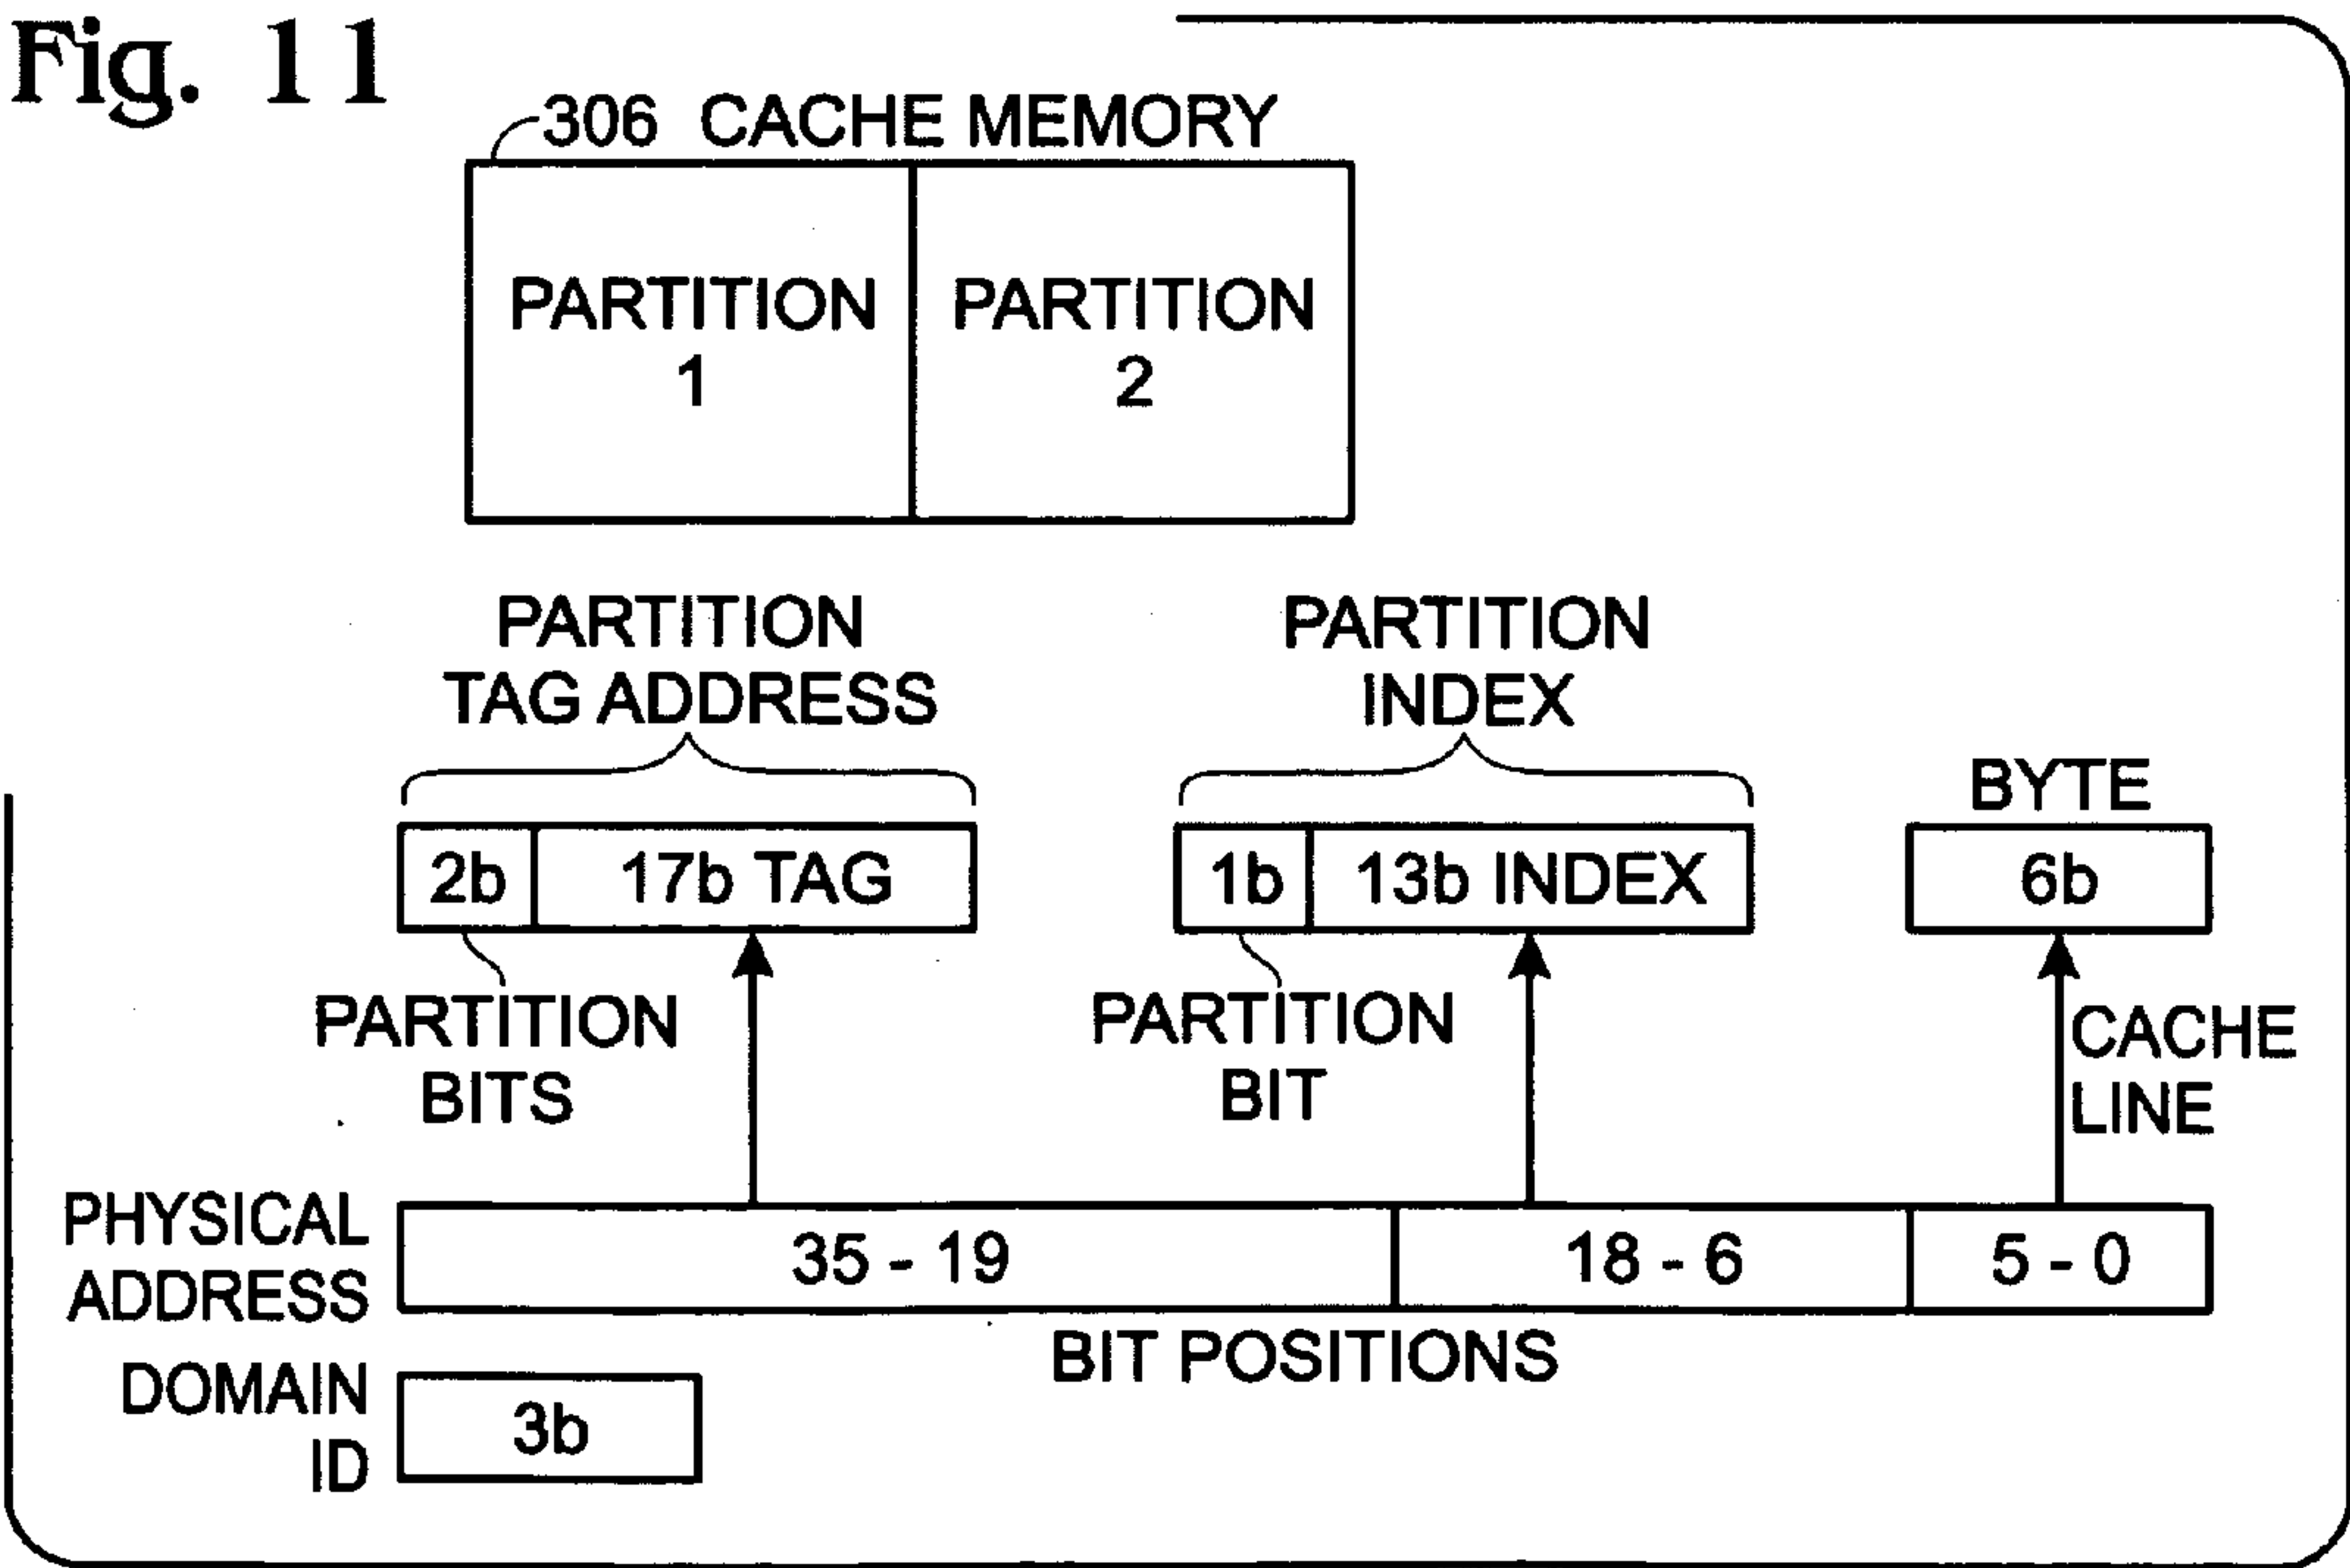 Fig. 11
306 CACHE MEMORY
PARTITION
1
PARTITION
2
PARTITION
TAG ADDRESS
PARTITION
INDEX
BYTE
2b
17b TAG
1b
13b INDEX
6b
PARTITION
BITS
PARTITION
BIT
CACHE
LINE
PHYSICAL
ADDRESS
35 - 19
18 - 6
5 - 0
BIT POSITIONS
DOMAIN
ID
3b